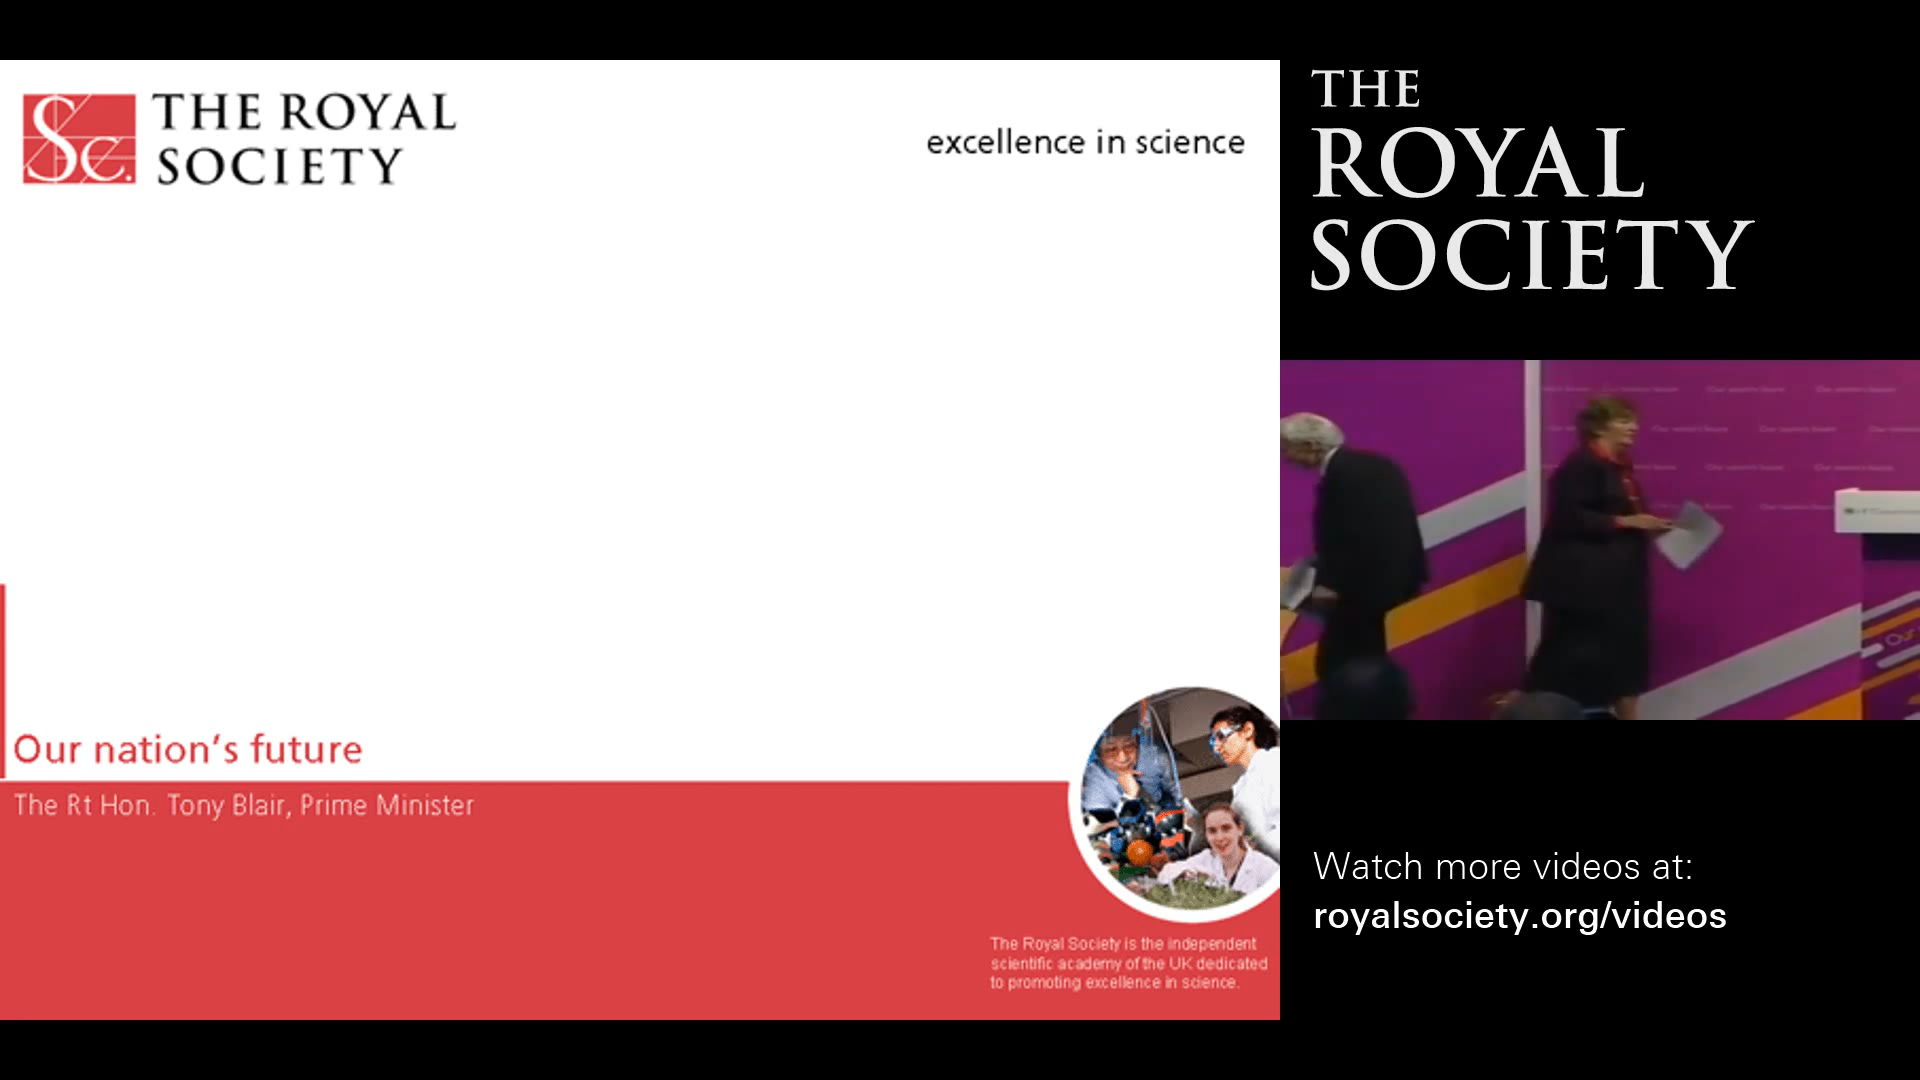 Sc.
THE ROYAL
SOCIETY
excellence in science
Our nation's future
The Rt Hon. Tony Blair, Prime Minister
The Royal Society is the independent
scientific academy of the UK dedicated
to promoting excellence in science.
THE
ROYAL
SOCIETY
Watch more videos at:
royalsociety.org/videos